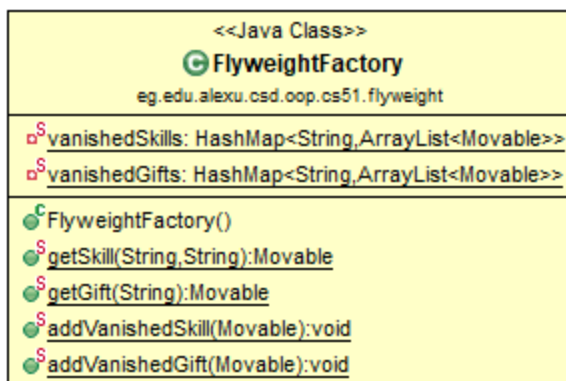 <<Java Class>>
C FlyweightFactory
eg.edu.alexu.csd.oop.cs51.flyweight
S vanishedSkills: HashMap<String,ArrayList<Movable>>
S vanishedGifts: HashMap<String,ArrayList<Movable>>
C FlyweightFactory()
S getSkill(String,String):Movable
S getGift(String):Movable
S addVanishedSkill(Movable):void
S addVanishedGift(Movable):void